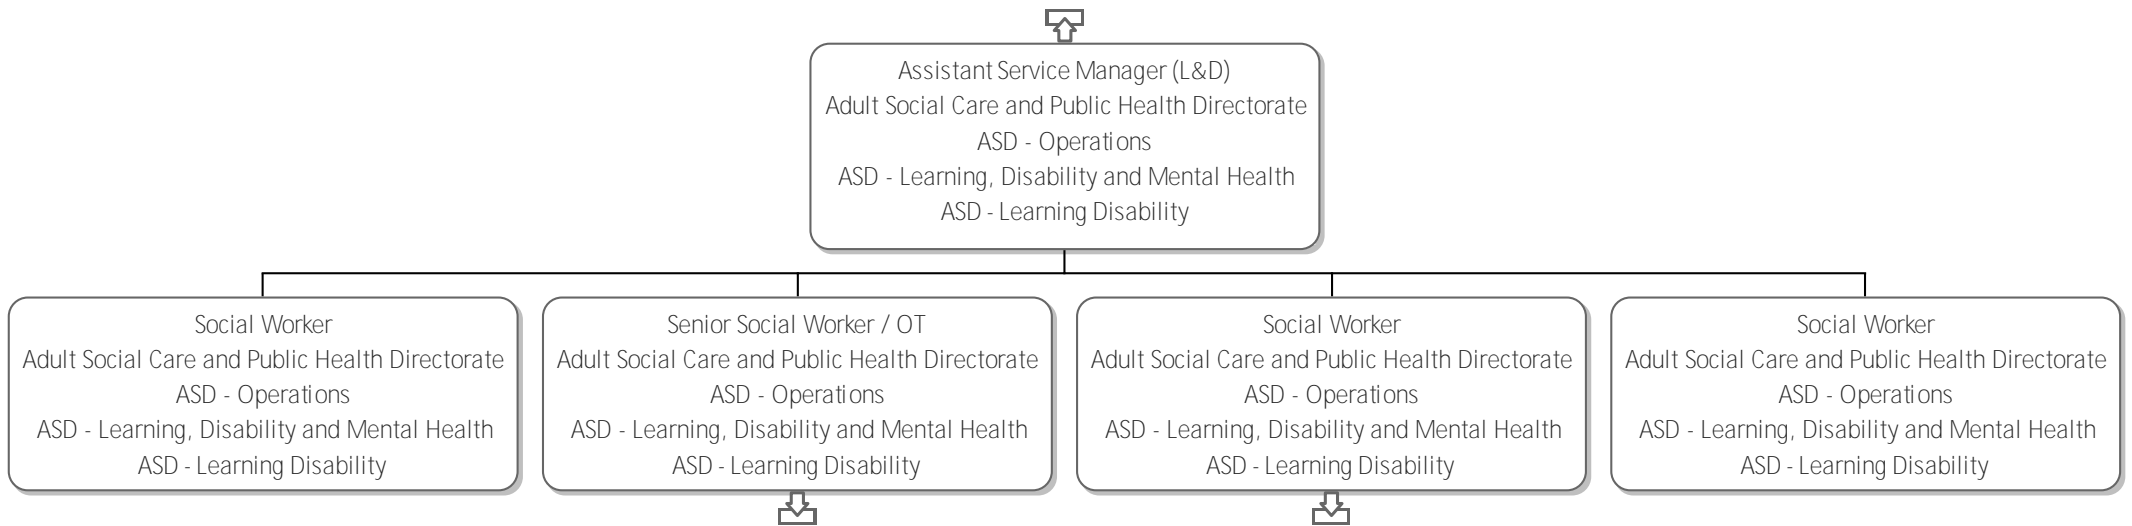 Assistant Service Manager (L&D)
Adult Social Care and Public Health Directorate
ASD - Operations
ASD - Learning, Disability and Mental Health
ASD - Learning Disability
Social Worker
Adult Social Care and Public Health Directorate
ASD - Operations
ASD - Learning, Disability and Mental Health
ASD - Learning Disability
Senior Social Worker / OT
Adult Social Care and Public Health Directorate
ASD - Operations
ASD - Learning, Disability and Mental Health
ASD - Learning Disability
Social Worker
Adult Social Care and Public Health Directorate
ASD - Operations
ASD - Learning, Disability and Mental Health
ASD - Learning Disability
Social Worker
Adult Social Care and Public Health Directorate
ASD - Operations
ASD - Learning, Disability and Mental Health
ASD - Learning Disability